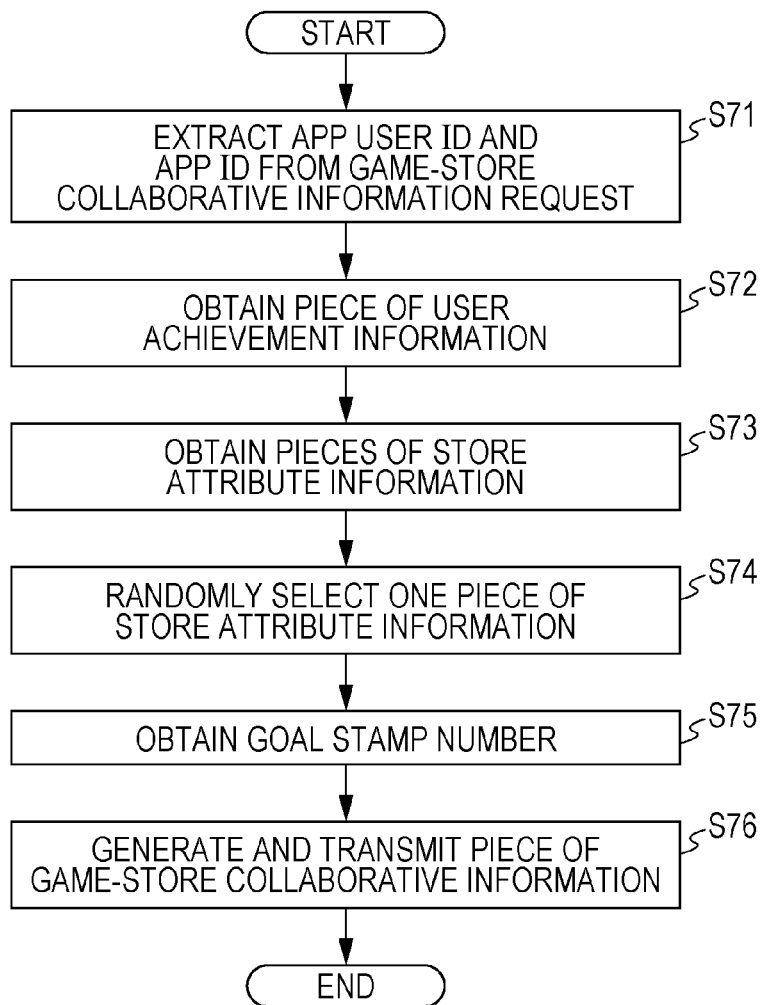 START
S71
EXTRACT APP USER ID AND
APP ID FROM GAME-STORE
COLLABORATIVE INFORMATION REQUEST
S72
OBTAIN PIECE OF USER
ACHIEVEMENT INFORMATION
S73
OBTAIN PIECES OF STORE
ATTRIBUTE INFORMATION
S74
RANDOMLY SELECT ONE PIECE OF
STORE ATTRIBUTE INFORMATION
S75
OBTAIN GOAL STAMP NUMBER
S76
GENERATE AND TRANSMIT PIECE OF
GAME-STORE COLLABORATIVE INFORMATION
END